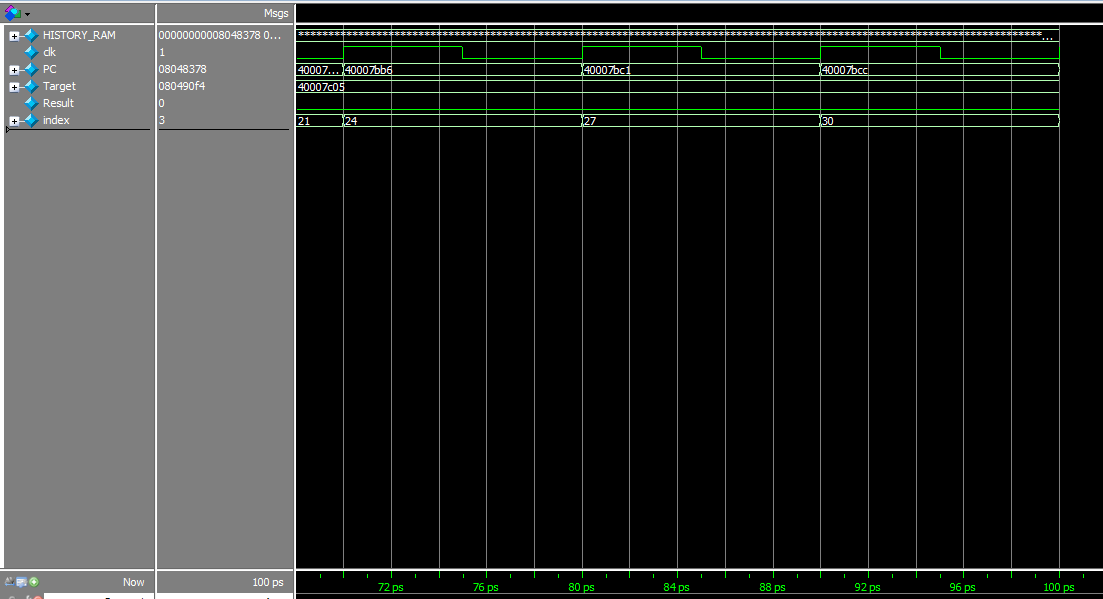 Msgs
HISTORY_RAM 00000000008048378 0... ****************************************************************************************************************************...
clk 1
PC 08048378 40007... 40007bb6 40007bc1 40007bcc
Target 080490f4 40007c05
Result 0
index 3 21 24 27 30
Now 100 ps 72 ps 76 ps 80 ps 84 ps 88 ps 92 ps 96 ps 100 ps